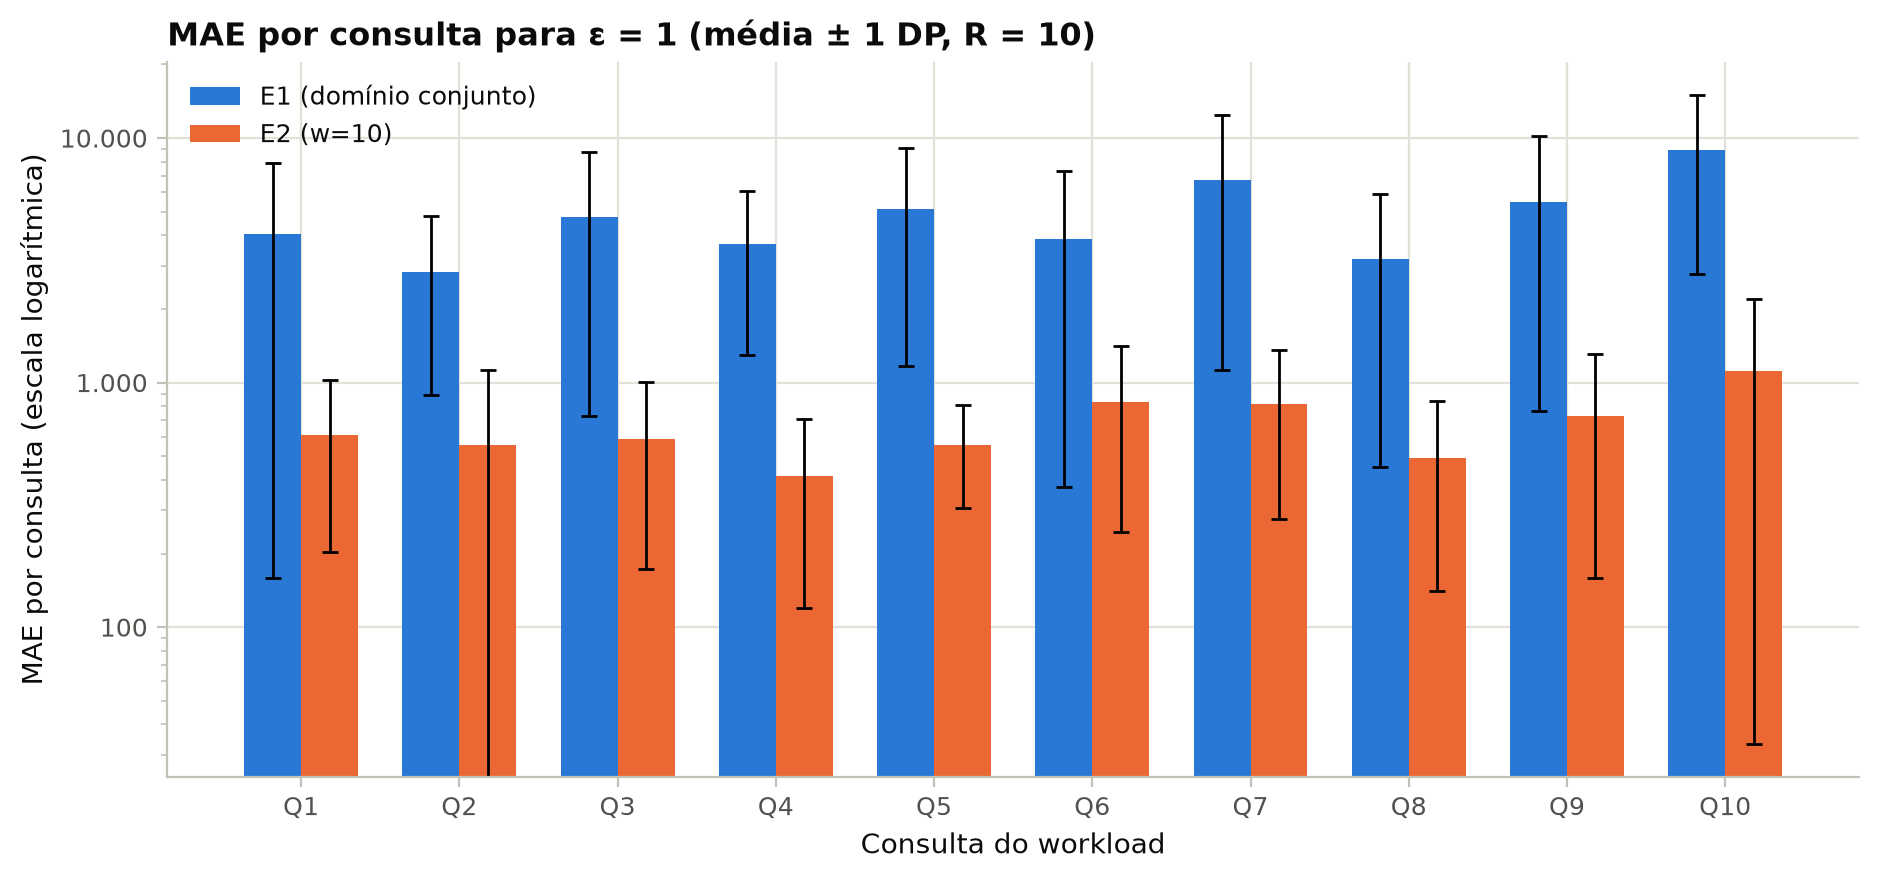 MAE por consulta para ε = 1 (média ± 1 DP, R = 10)
E1 (domínio conjunto)
E2 (w=10)
MAE por consulta (escala logarítmica)
10.000
1.000
100
Q1 Q2 Q3 Q4 Q5 Q6 Q7 Q8 Q9 Q10
Consulta do workload